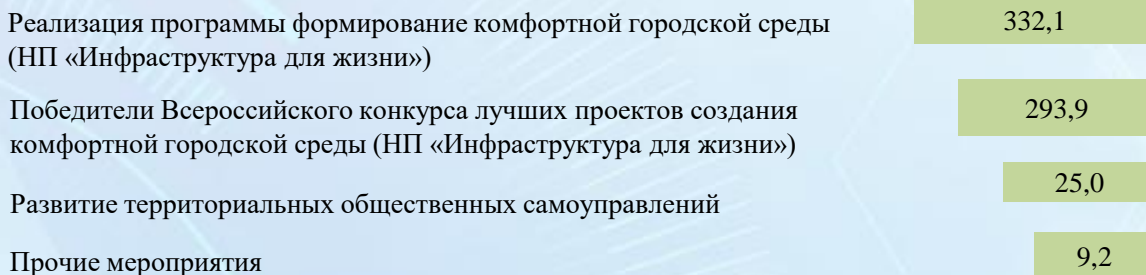 Реализация программы формирование комфортной городской среды
(НП «Инфраструктура для жизни»)
332,1
Победители Всероссийского конкурса лучших проектов создания
комфортной городской среды (НП «Инфраструктура для жизни»)
293,9
Развитие территориальных общественных самоуправлений
25,0
Прочие мероприятия
9,2